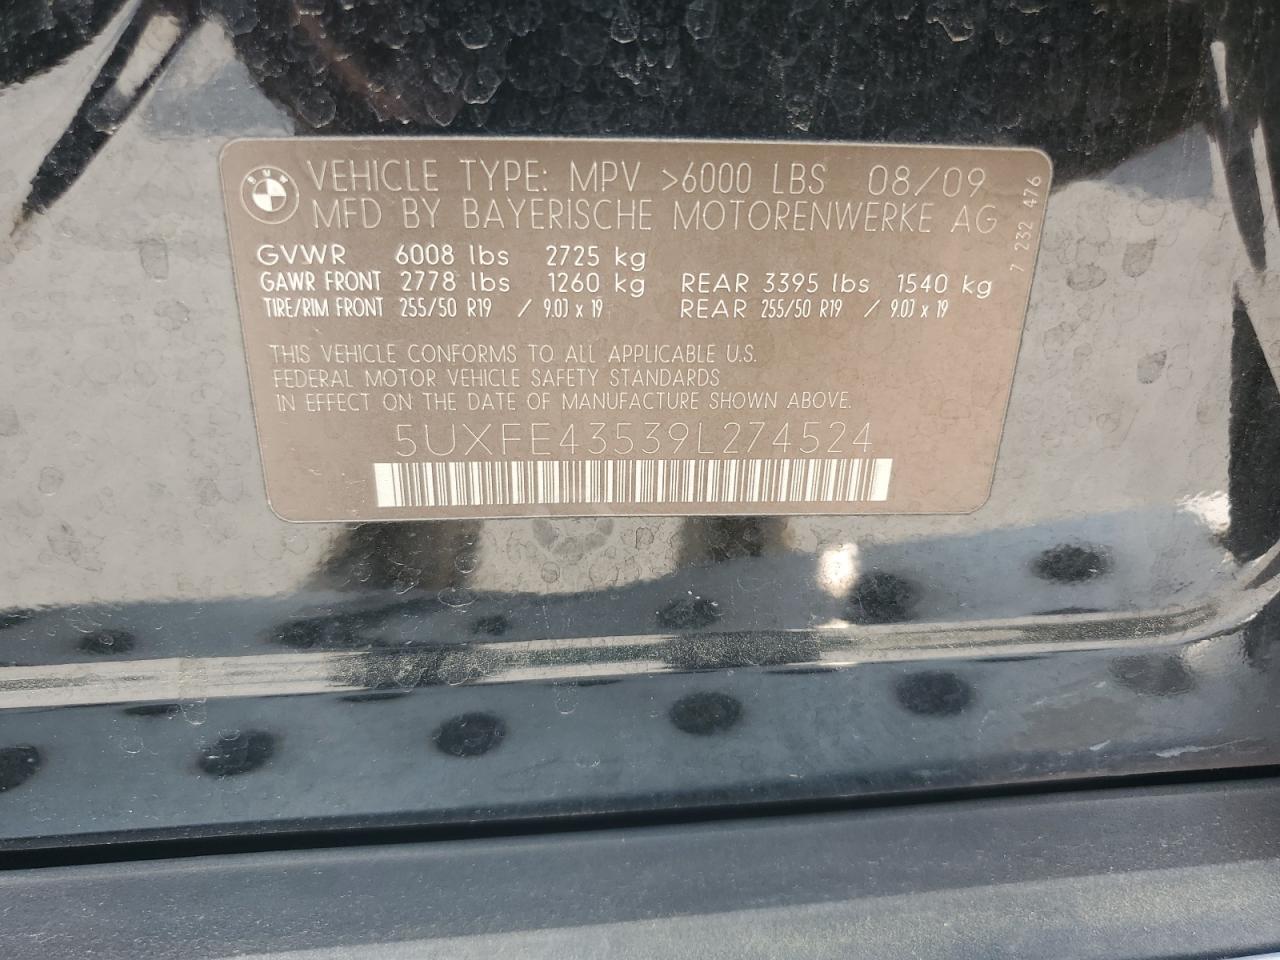 BMW
VEHICLE TYPE: MPV >6000 LBS 08/09
MFD BY BAYERISCHE MOTORENWERKE AG
GVWR 6008 lbs 2725 kg
GAWR FRONT 2778 lbs 1260 kg REAR 3395 lbs 1540 kg
TIRE/RIM FRONT 255/50 R19 / 9.0J x 19 REAR 255/50 R19 / 9.0J x 19
THIS VEHICLE CONFORMS TO ALL APPLICABLE U.S.
FEDERAL MOTOR VEHICLE SAFETY STANDARDS
IN EFFECT ON THE DATE OF MANUFACTURE SHOWN ABOVE.
5UXFE43539L274524
7 232 476